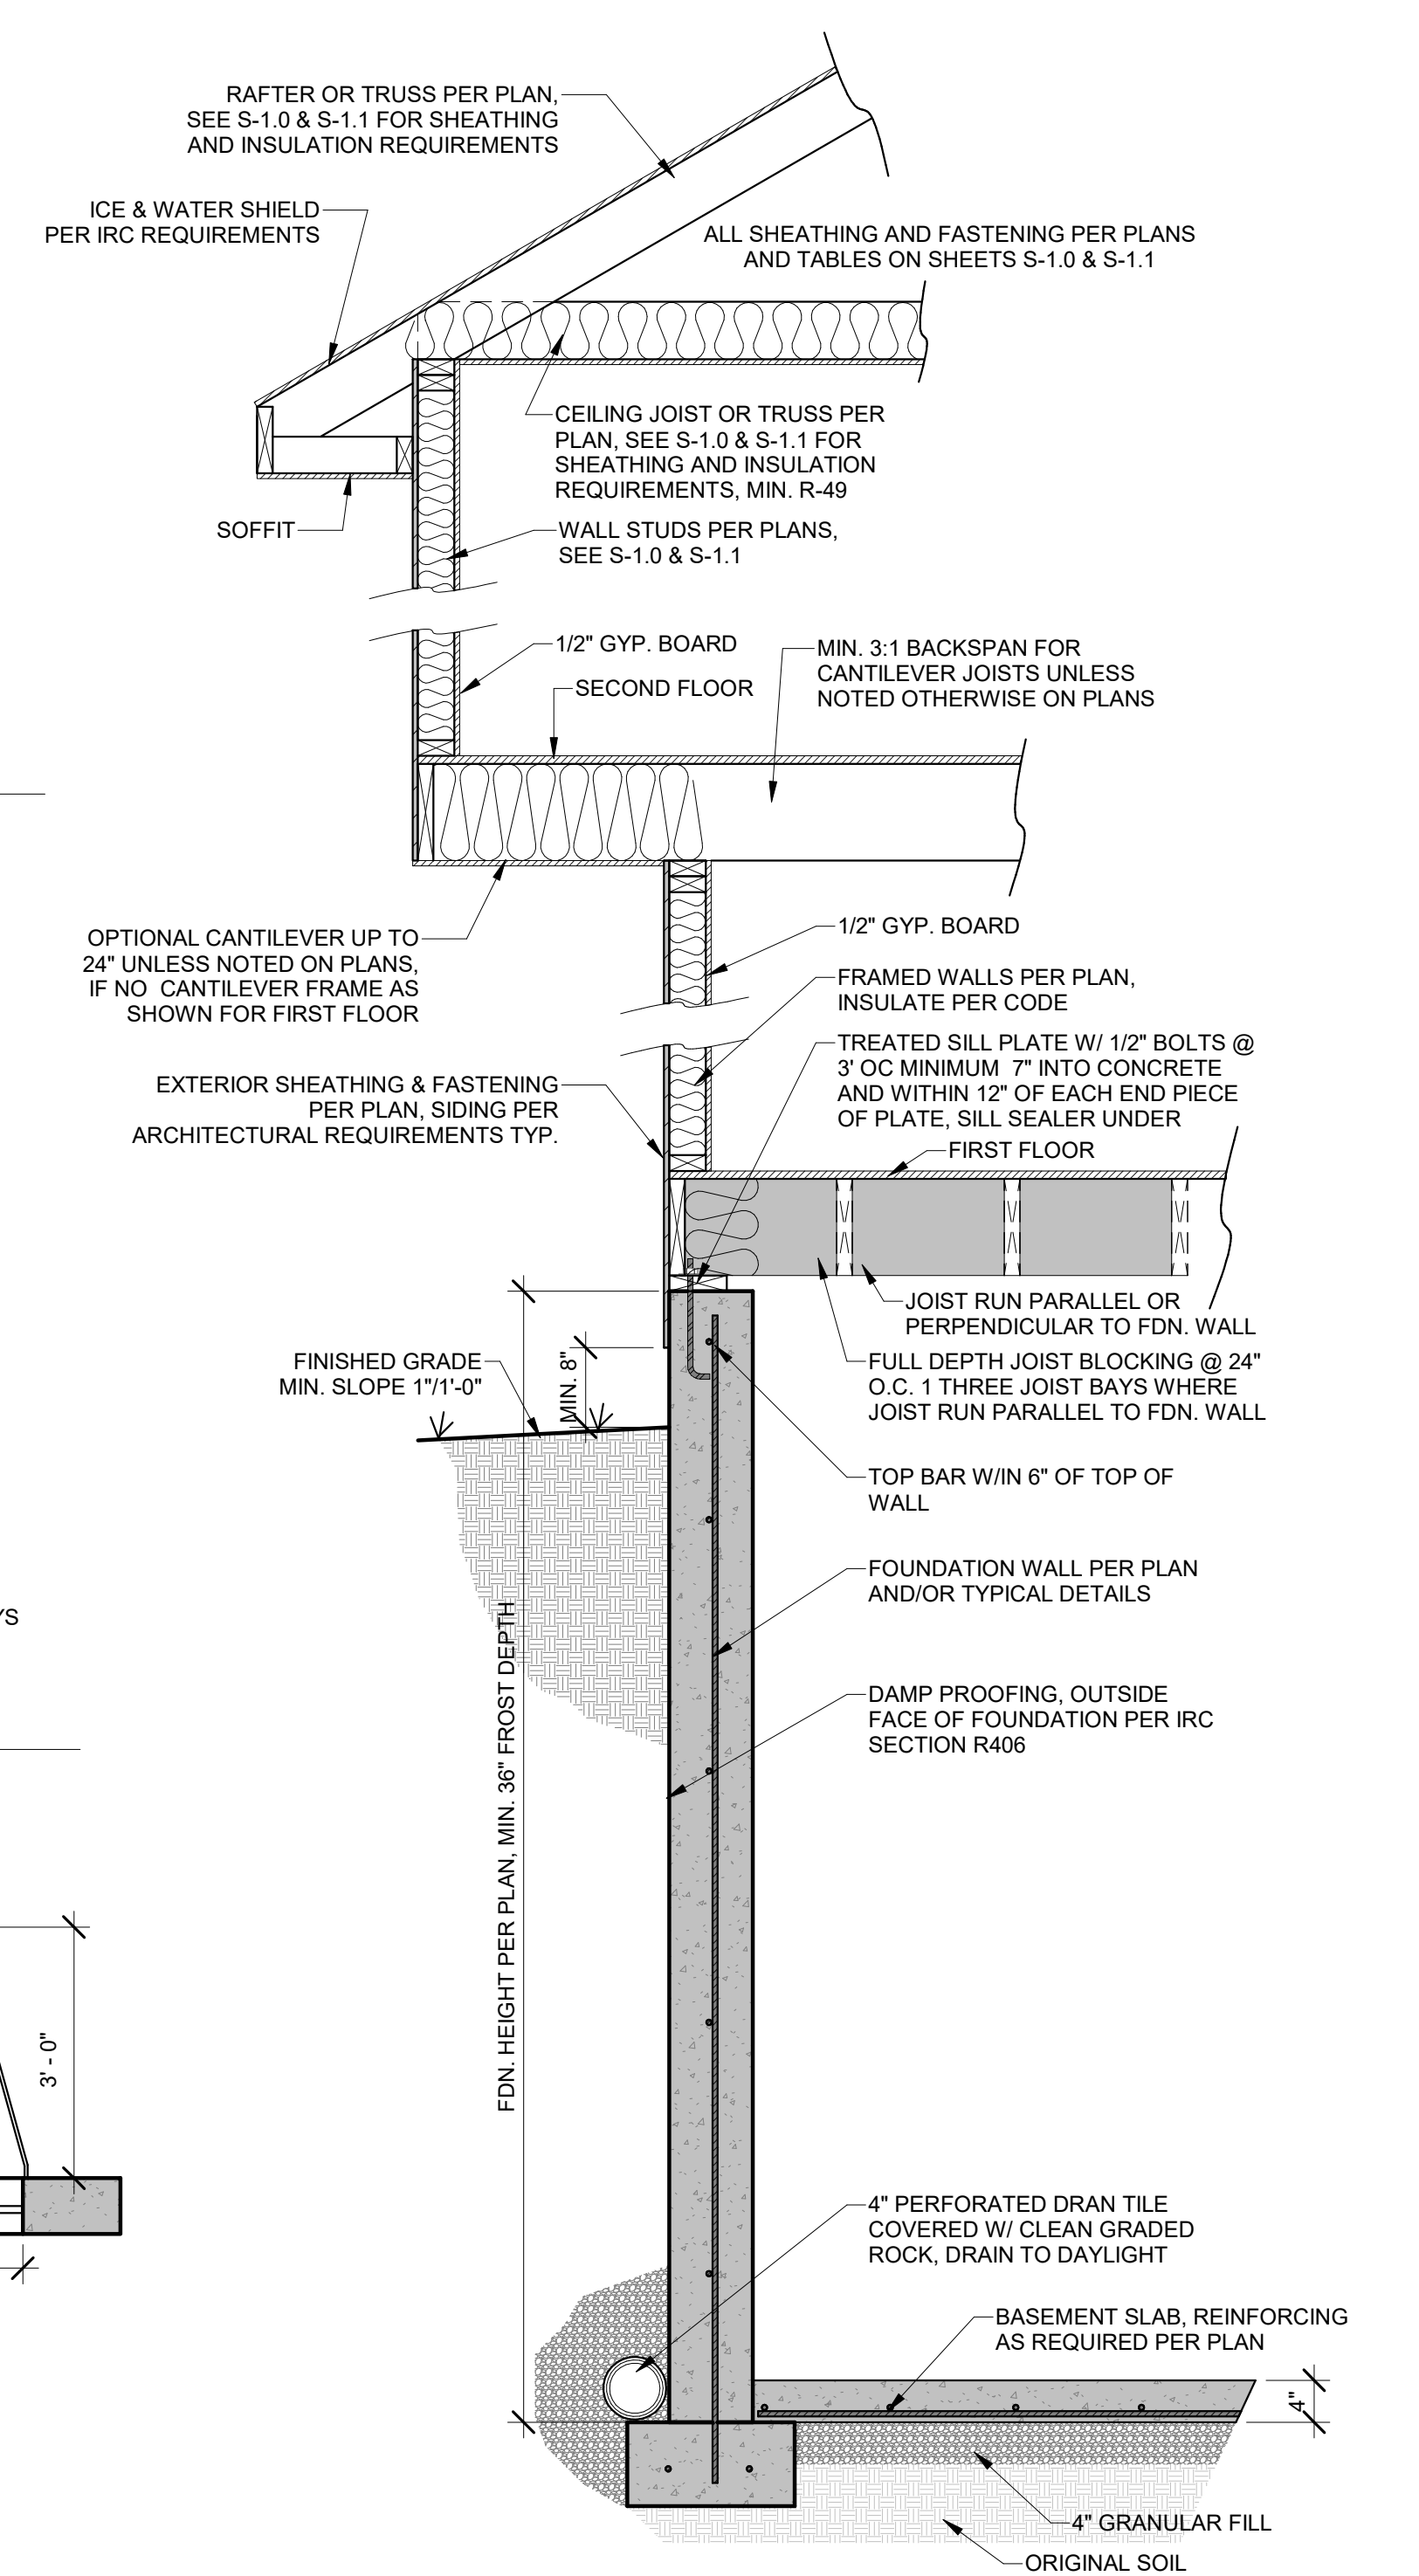 RAFTER OR TRUSS PER PLAN,
SEE S-1.0 & S-1.1 FOR SHEATHING
AND INSULATION REQUIREMENTS
ICE & WATER SHIELD
PER IRC REQUIREMENTS
ALL SHEATHING AND FASTENING PER PLANS
AND TABLES ON SHEETS S-1.0 & S-1.1
CEILING JOIST OR TRUSS PER
PLAN, SEE S-1.0 & S-1.1 FOR
SHEATHING AND INSULATION
REQUIREMENTS, MIN. R-49
SOFFIT
WALL STUDS PER PLANS,
SEE S-1.0 & S-1.1
1/2" GYP. BOARD
SECOND FLOOR
MIN. 3:1 BACKSPAN FOR
CANTILEVER JOISTS UNLESS
NOTED OTHERWISE ON PLANS
OPTIONAL CANTILEVER UP TO
24" UNLESS NOTED ON PLANS,
IF NO CANTILEVER FRAME AS
SHOWN FOR FIRST FLOOR
1/2" GYP. BOARD
FRAMED WALLS PER PLAN,
INSULATE PER CODE
TREATED SILL PLATE W/ 1/2" BOLTS @
3' OC MINIMUM 7" INTO CONCRETE
AND WITHIN 12" OF EACH END PIECE
OF PLATE, SILL SEALER UNDER
EXTERIOR SHEATHING & FASTENING
PER PLAN, SIDING PER
ARCHITECTURAL REQUIREMENTS TYP.
FIRST FLOOR
JOIST RUN PARALLEL OR
PERPENDICULAR TO FDN. WALL
FINISHED GRADE
MIN. SLOPE 1"/1'-0"
MIN. 8"
FULL DEPTH JOIST BLOCKING @ 24"
O.C. 1 THREE JOIST BAYS WHERE
JOIST RUN PARALLEL TO FDN. WALL
TOP BAR W/IN 6" OF TOP OF
WALL
FOUNDATION WALL PER PLAN
AND/OR TYPICAL DETAILS
YS
FDN. HEIGHT PER PLAN, MIN. 36" FROST DEPTH
DAMP PROOFING, OUTSIDE
FACE OF FOUNDATION PER IRC
SECTION R406
3' - 0"
4" PERFORATED DRAN TILE
COVERED W/ CLEAN GRADED
ROCK, DRAIN TO DAYLIGHT
BASEMENT SLAB, REINFORCING
AS REQUIRED PER PLAN
4"
4" GRANULAR FILL
ORIGINAL SOIL